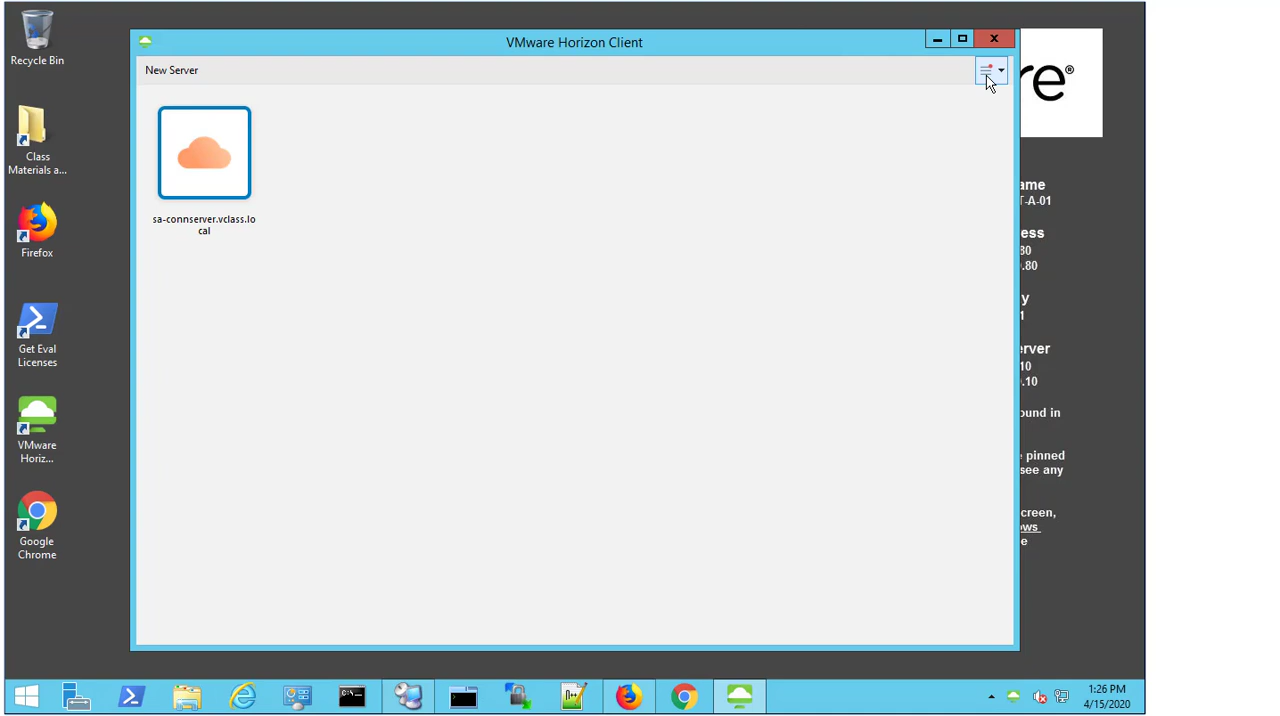 Recycle Bin
Class
Materials a...
Firefox
Get Eval
Licenses
VMware
Horiz...
Google
Chrome
VMware Horizon Client
New Server
sa-connserver.vclass.lo
cal
re®
ame
T-A-01
ess
30
.80
y
1
erver
10
.10
ound in
pinned
see any
creen,
ows
e
C:\_
1:26 PM
4/15/2020